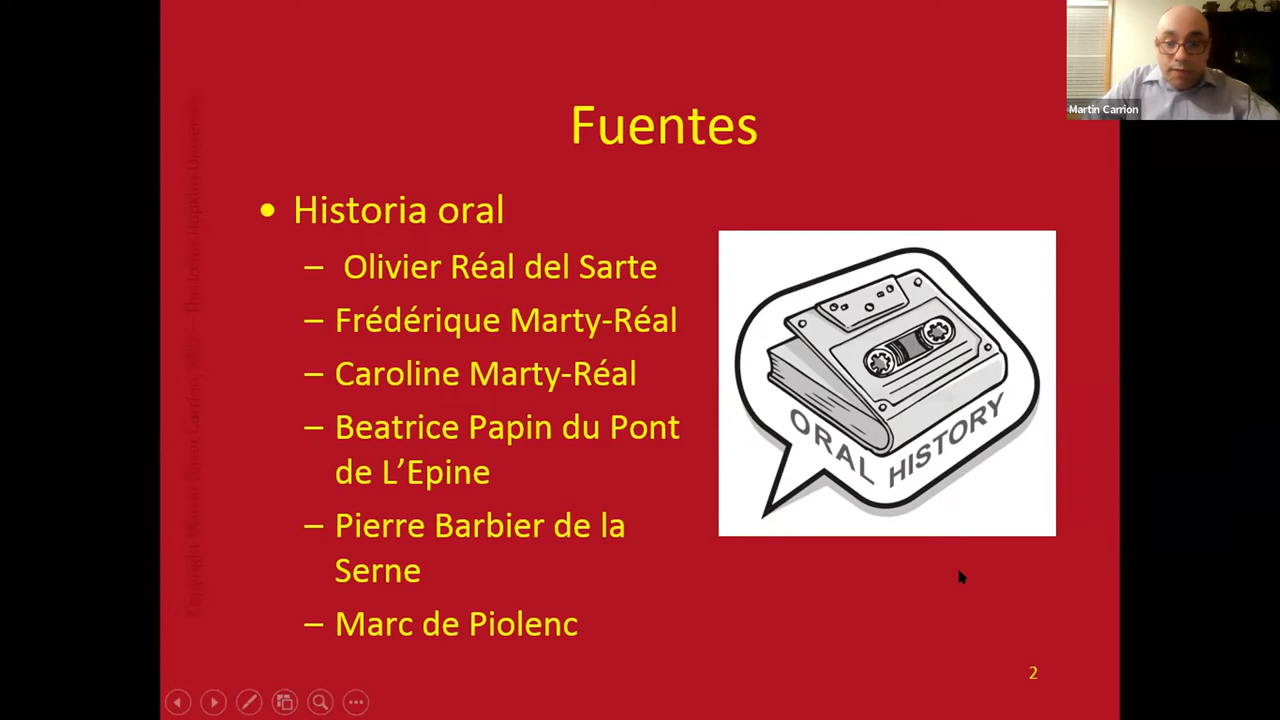 Fuentes
• Historia oral
– Olivier Réal del Sarte
– Frédérique Marty-Réal
– Caroline Marty-Réal
– Beatrice Papin du Pont
de L’Epine
– Pierre Barbier de la
Serne
– Marc de Piolenc
ORAL HISTORY
2
Martin Carrion